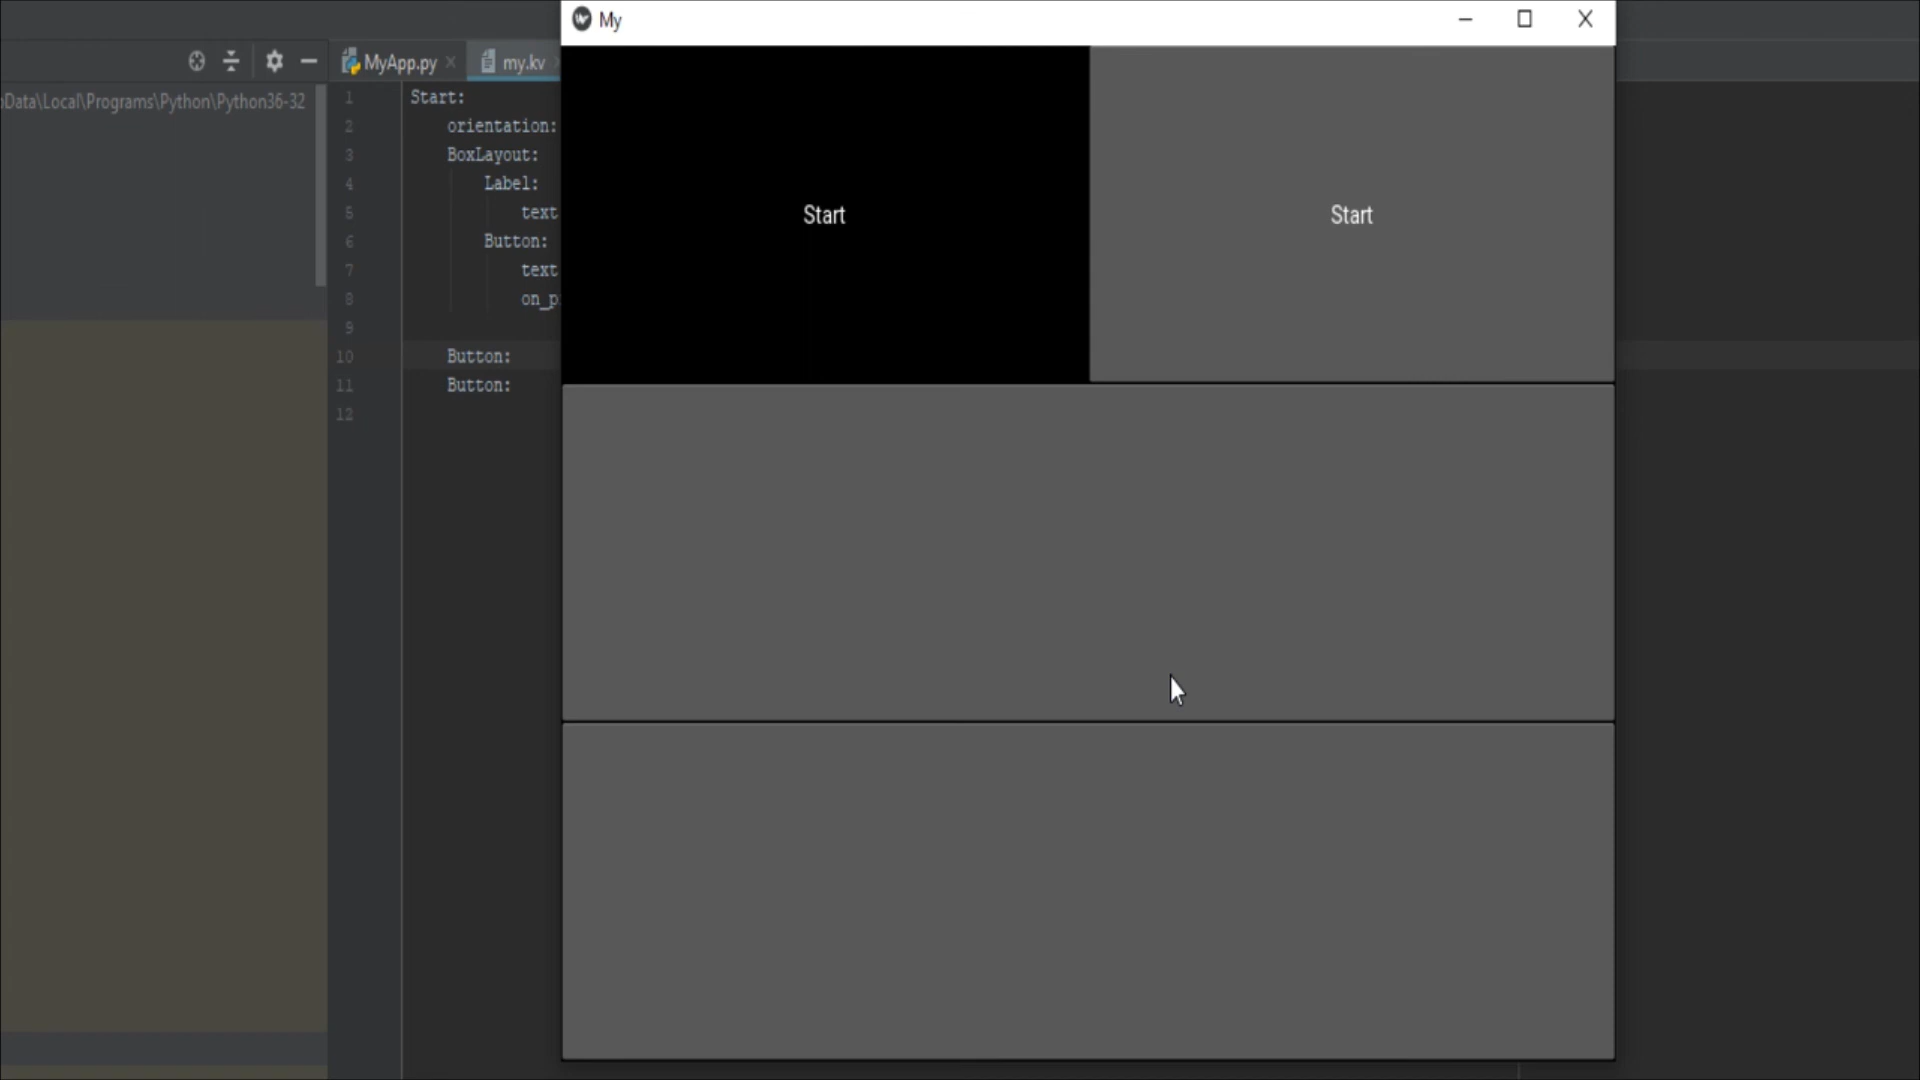 My
MyApp.py
my.kv
Data\Local\Programs\Python\Python36-32
1 Start:
2 orientation:
3 BoxLayout:
4 Label:
5 text
6 Button:
7 text
8 on_p
9
10 Button:
11 Button:
12
Start
Start